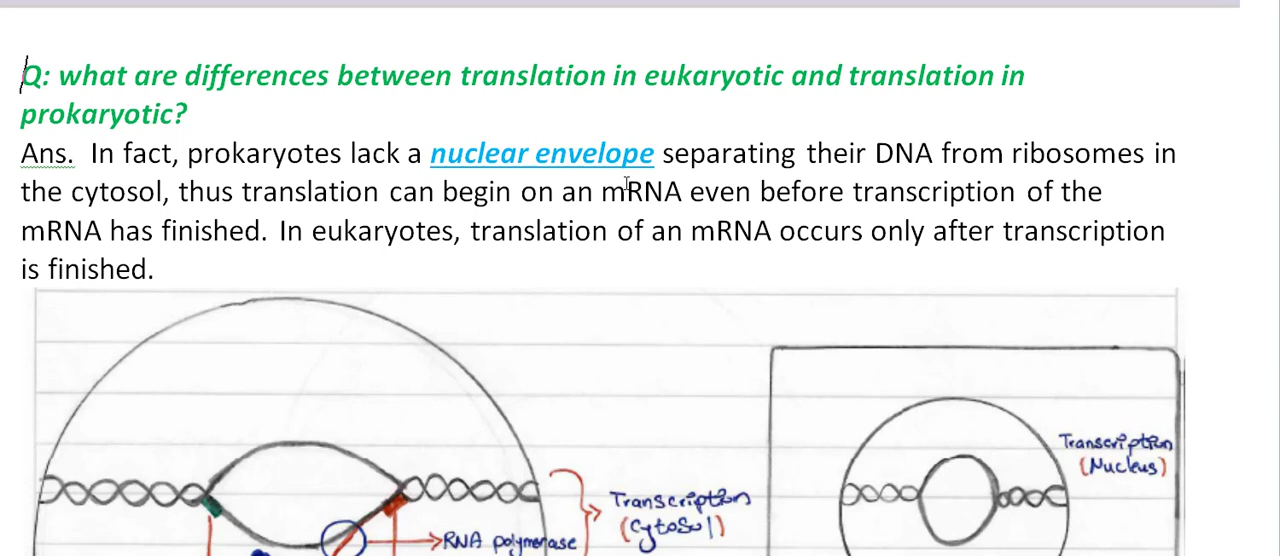 Q: what are differences between translation in eukaryotic and translation in
prokaryotic?
Ans. In fact, prokaryotes lack a nuclear envelope separating their DNA from ribosomes in
the cytosol, thus translation can begin on an mRNA even before transcription of the
mRNA has finished. In eukaryotes, translation of an mRNA occurs only after transcription
is finished.
Transcription
(Nucleus)
Transcription
(Cytosol)
RNA polymerase